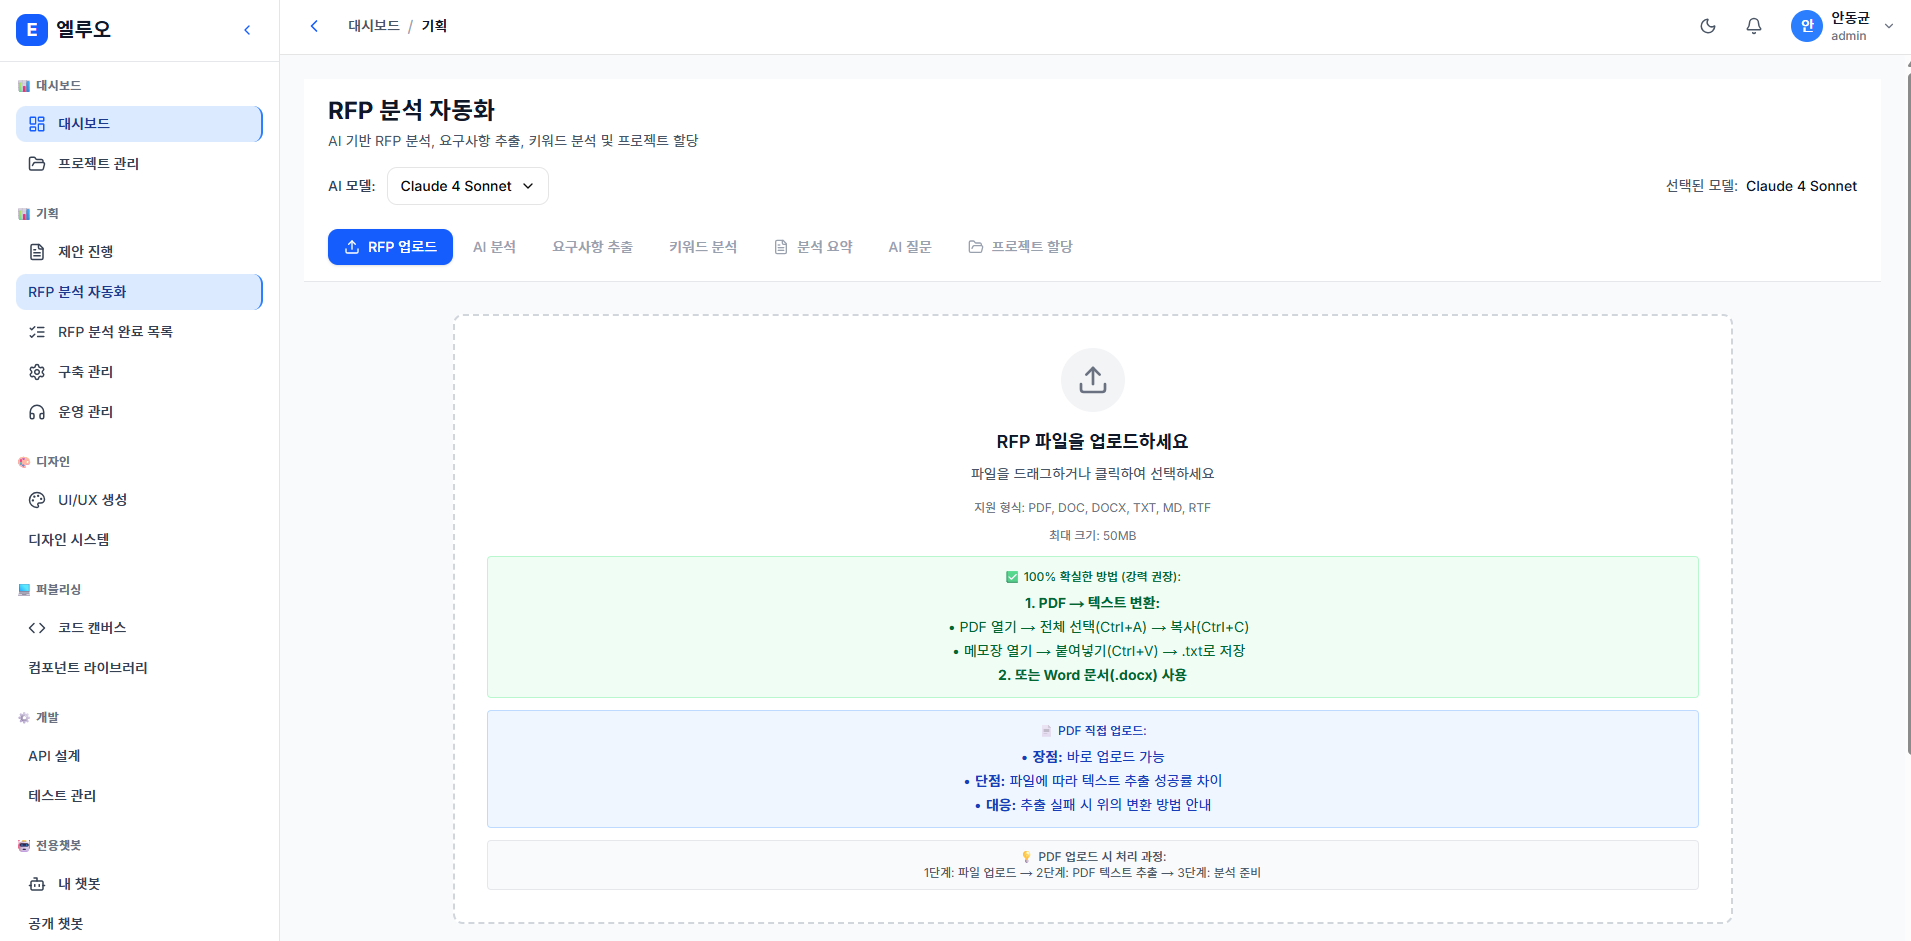 E 엘루오
대시보드 / 기획
안 안동균
admin
대시보드
대시보드
프로젝트 관리
기획
제안 진행
RFP 분석 자동화
RFP 분석 완료 목록
구축 관리
운영 관리
디자인
UI/UX 생성
디자인 시스템
퍼블리싱
코드 캔버스
컴포넌트 라이브러리
개발
API 설계
테스트 관리
전용챗봇
내 챗봇
공개 챗봇
RFP 분석 자동화
AI 기반 RFP 분석, 요구사항 추출, 키워드 분석 및 프로젝트 할당
AI 모델: Claude 4 Sonnet
선택된 모델: Claude 4 Sonnet
RFP 업로드 AI 분석 요구사항 추출 키워드 분석 분석 요약 AI 질문 프로젝트 할당
RFP 파일을 업로드하세요
파일을 드래그하거나 클릭하여 선택하세요
지원 형식: PDF, DOC, DOCX, TXT, MD, RTF
최대 크기: 50MB
✅ 100% 확실한 방법 (강력 권장):
1. PDF → 텍스트 변환:
• PDF 열기 → 전체 선택(Ctrl+A) → 복사(Ctrl+C)
• 메모장 열기 → 붙여넣기(Ctrl+V) → .txt로 저장
2. 또는 Word 문서(.docx) 사용
PDF 직접 업로드:
• 장점: 바로 업로드 가능
• 단점: 파일에 따라 텍스트 추출 성공률 차이
• 대응: 추출 실패 시 위의 변환 방법 안내
💡 PDF 업로드 시 처리 과정:
1단계: 파일 업로드 → 2단계: PDF 텍스트 추출 → 3단계: 분석 준비